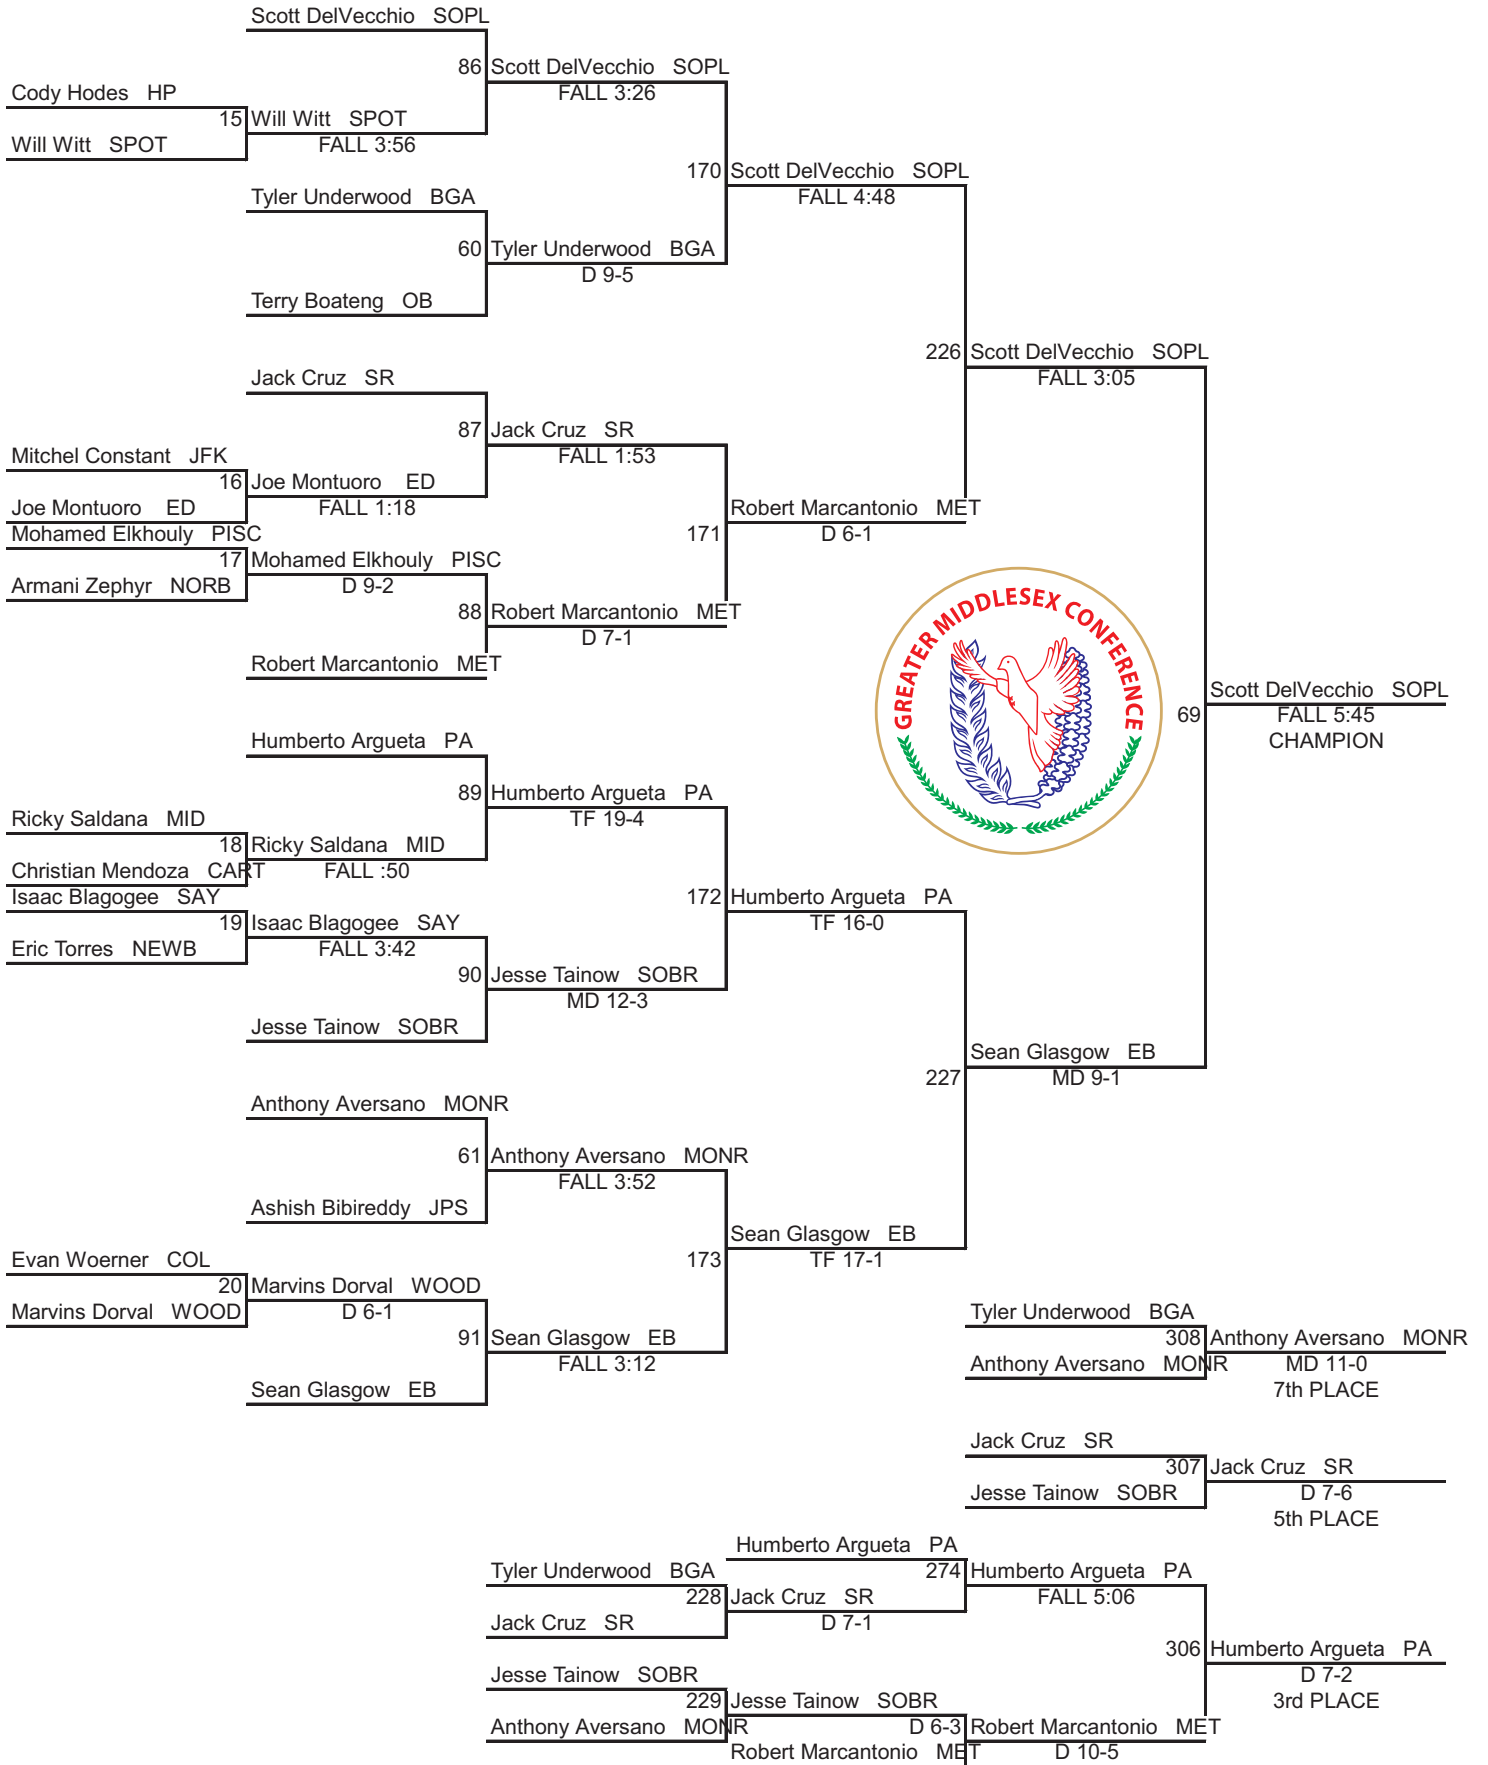 Scott DelVecchio SOPL
86 Scott DelVecchio SOPL
FALL 3:26
Cody Hodes HP
15 Will Witt SPOT
Will Witt SPOT
FALL 3:56
170 Scott DelVecchio SOPL
FALL 4:48
Tyler Underwood BGA
60 Tyler Underwood BGA
D 9-5
Terry Boateng OB
226 Scott DelVecchio SOPL
FALL 3:05
Jack Cruz SR
87 Jack Cruz SR
FALL 1:53
Mitchel Constant JFK
16 Joe Montuoro ED
Joe Montuoro ED
FALL 1:18
Robert Marcantonio MET
171
D 6-1
Mohamed Elkhouly PISC
17 Mohamed Elkhouly PISC
Armani Zephyr NORB
D 9-2
88 Robert Marcantonio MET
D 7-1
Robert Marcantonio MET
GREATER MIDDLESEX CONFERENCE
Scott DelVecchio SOPL
69
FALL 5:45
CHAMPION
Humberto Argueta PA
89 Humberto Argueta PA
TF 19-4
Ricky Saldana MID
18 Ricky Saldana MID
Christian Mendoza CART
FALL :50
Isaac Blagogee SAY
172 Humberto Argueta PA
TF 16-0
19 Isaac Blagogee SAY
Eric Torres NEWB
FALL 3:42
90 Jesse Tainow SOBR
MD 12-3
Jesse Tainow SOBR
Sean Glasgow EB
227
MD 9-1
Anthony Aversano MONR
61 Anthony Aversano MONR
FALL 3:52
Ashish Bibireddy JPS
Sean Glasgow EB
173
TF 17-1
Evan Woerner COL
20 Marvins Dorval WOOD
Marvins Dorval WOOD
D 6-1
91 Sean Glasgow EB
FALL 3:12
Sean Glasgow EB
Tyler Underwood BGA
308 Anthony Aversano MONR
Anthony Aversano MONR
MD 11-0
7th PLACE
Jack Cruz SR
307 Jack Cruz SR
Jesse Tainow SOBR
D 7-6
5th PLACE
Humberto Argueta PA
274 Humberto Argueta PA
FALL 5:06
Tyler Underwood BGA
228 Jack Cruz SR
Jack Cruz SR
D 7-1
306 Humberto Argueta PA
D 7-2
3rd PLACE
Jesse Tainow SOBR
229 Jesse Tainow SOBR
Anthony Aversano MONR
D 6-3
Robert Marcantonio MET
Robert Marcantonio MET
D 10-5